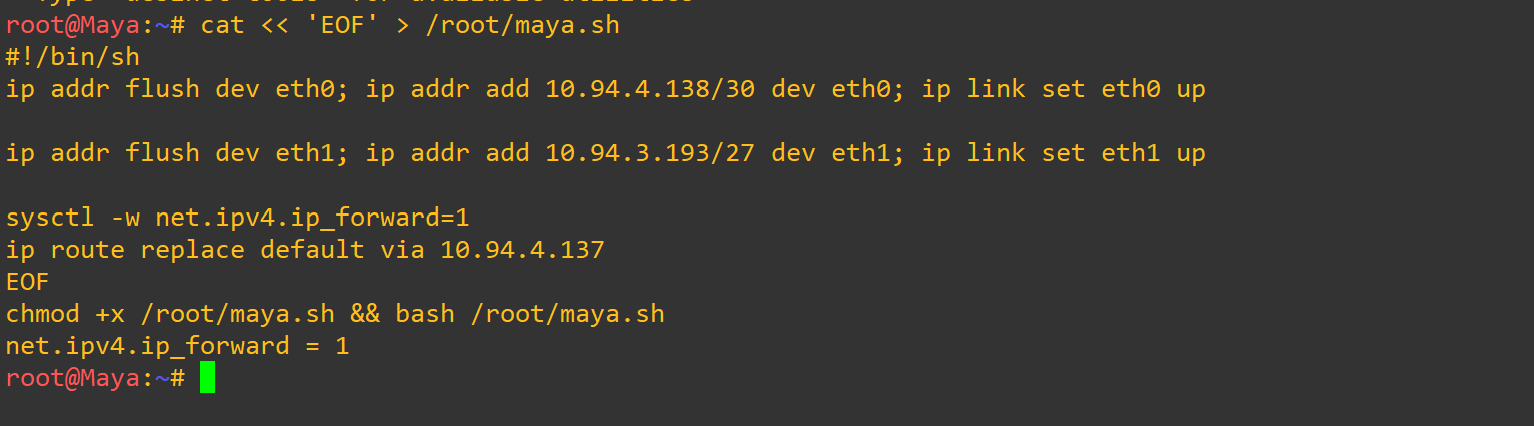 root@Maya:~# cat << 'EOF' > /root/maya.sh
#!/bin/sh
ip addr flush dev eth0; ip addr add 10.94.4.138/30 dev eth0; ip link set eth0 up
ip addr flush dev eth1; ip addr add 10.94.3.193/27 dev eth1; ip link set eth1 up
sysctl -w net.ipv4.ip_forward=1
ip route replace default via 10.94.4.137
EOF
chmod +x /root/maya.sh && bash /root/maya.sh
net.ipv4.ip_forward = 1
root@Maya:~#